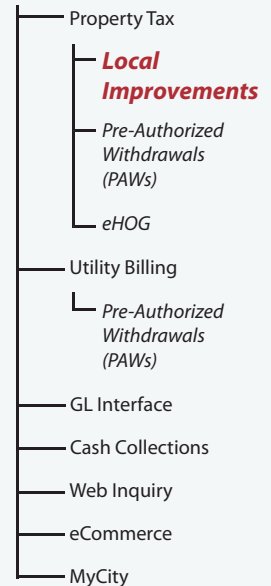 Property Tax
Local
Improvements
Pre-Authorized
Withdrawals
(PAWs)
eHOG
Utility Billing
Pre-Authorized
Withdrawals
(PAWs)
GL Interface
Cash Collections
Web Inquiry
eCommerce
MyCity